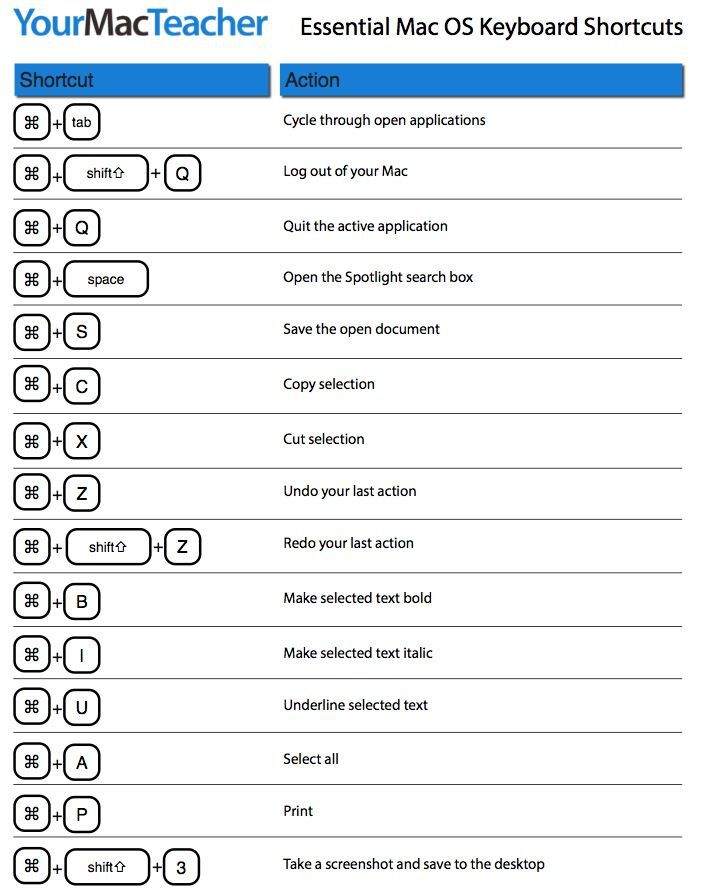 YourMacTeacher Essential Mac OS Keyboard Shortcuts
Shortcut Action
⌘ + tab Cycle through open applications
⌘ + shift⇧ + Q Log out of your Mac
⌘ + Q Quit the active application
⌘ + space Open the Spotlight search box
⌘ + S Save the open document
⌘ + C Copy selection
⌘ + X Cut selection
⌘ + Z Undo your last action
⌘ + shift⇧ + Z Redo your last action
⌘ + B Make selected text bold
⌘ + I Make selected text italic
⌘ + U Underline selected text
⌘ + A Select all
⌘ + P Print
⌘ + shift⇧ + 3 Take a screenshot and save to the desktop